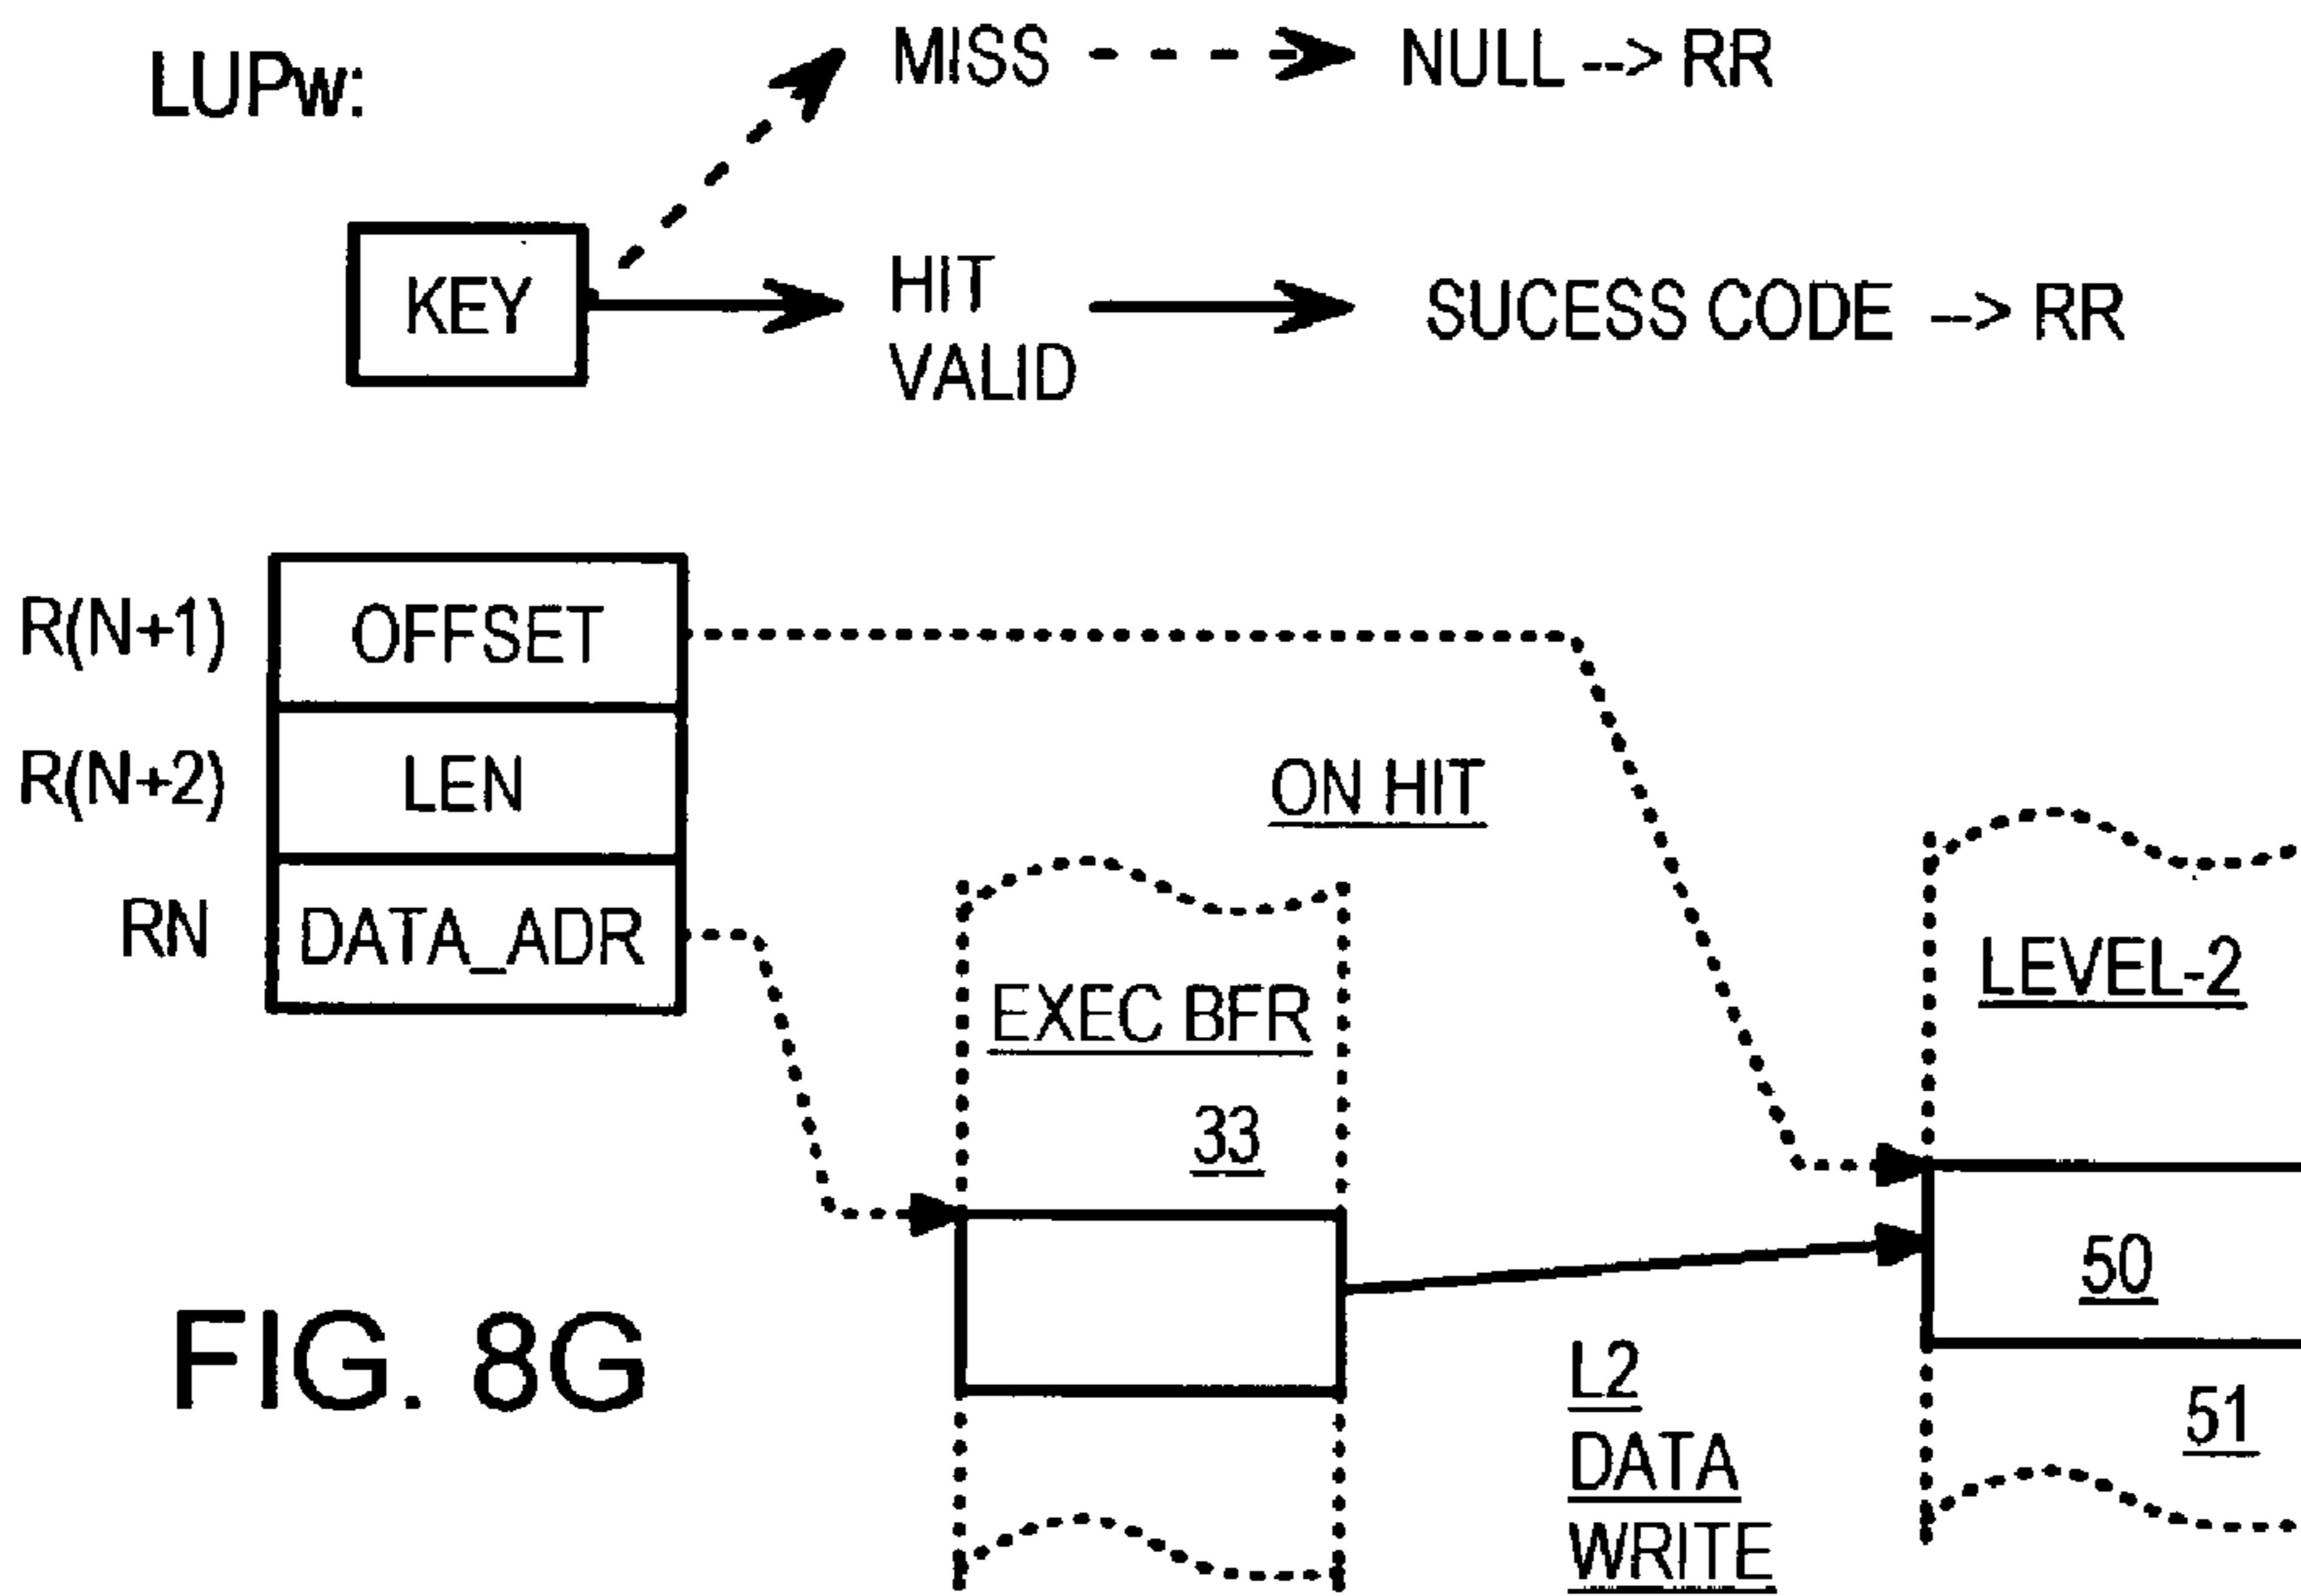 LUPw:
MISS
NULL --> RR
KEY
HIT
VALID
SUCESS CODE --> RR
R(N+1) OFFSET
R(N+2) LEN
RN DATA_ADR
ON HIT
EXEC BFR
33
LEVEL-2
50
51
L2
DATA
WRITE
FIG. 8G